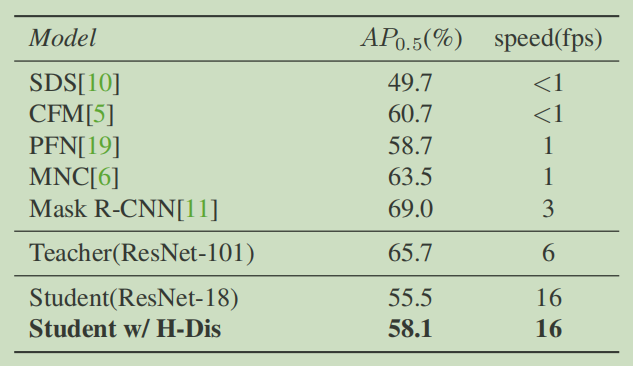 Model AP0.5(%) speed(fps)
SDS[10] 49.7 <1
CFM[5] 60.7 <1
PFN[19] 58.7 1
MNC[6] 63.5 1
Mask R-CNN[11] 69.0 3
Teacher(ResNet-101) 65.7 6
Student(ResNet-18) 55.5 16
Student w/ H-Dis 58.1 16